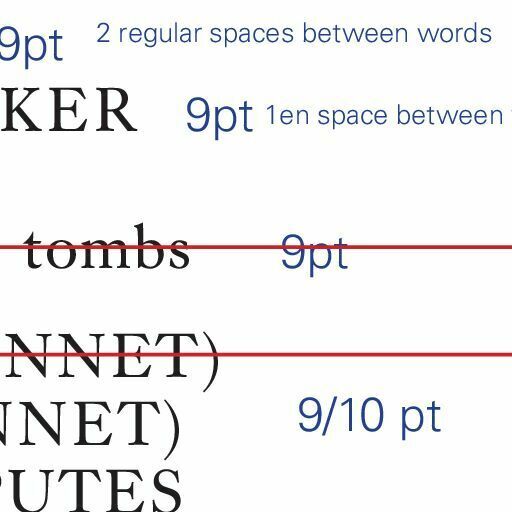 9pt 2 regular spaces between words
KER 9pt 1en space between
tombs 9pt
NNET)
NNET) 9/10 pt
PUTES